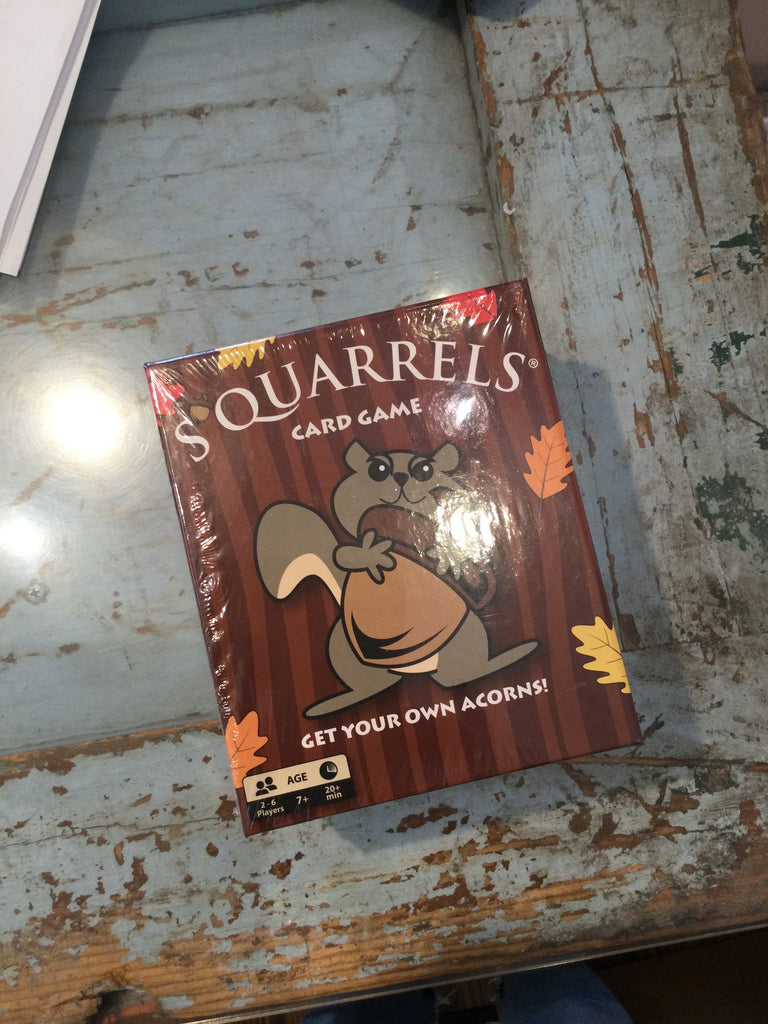 SQUARRELS®
CARD GAME
GET YOUR OWN ACORNS!
AGE
2-6 Players
7+
20+ min